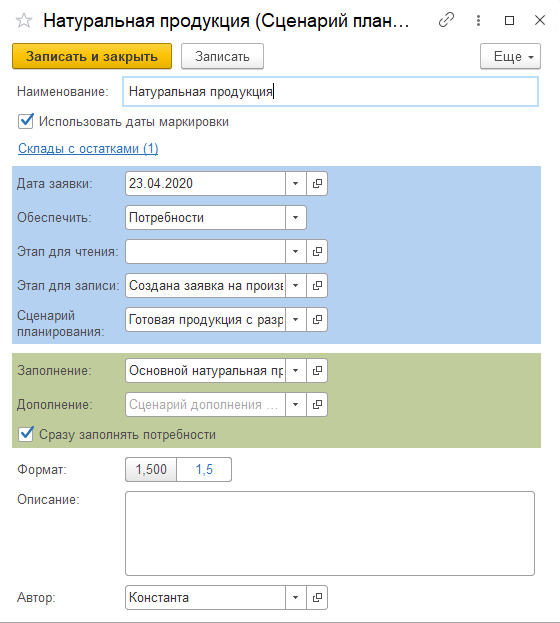 Натуральная продукция (Сценарий план...
Записать и закрыть Записать Еще
Наименование: Натуральная продукция
Использовать даты маркировки
Склады с остатками (1)
Дата заявки: 23.04.2020
Обеспечить: Потребности
Этап для чтения:
Этап для записи: Создана заявка на произв
Сценарий планирования: Готовая продукция с разр
Заполнение: Основной натуральная пр
Дополнение: Сценарий дополнения ...
Сразу заполнять потребности
Формат: 1,500 1,5
Описание:
Автор: Константа